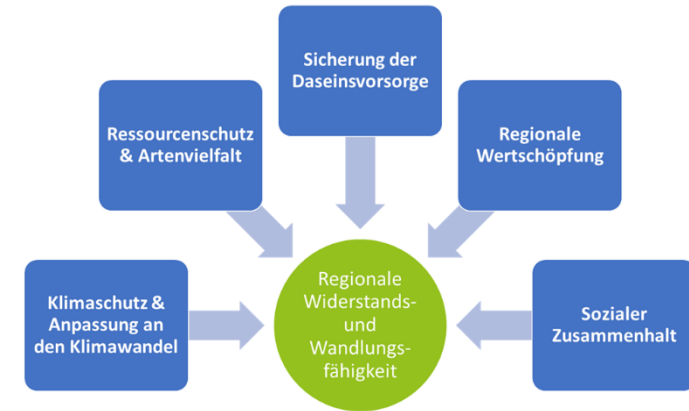 Sicherung der
Daseinsvorsorge
Ressourcenschutz
& Artenvielfalt
Regionale
Wertschöpfung
Klimaschutz &
Anpassung an
den Klimawandel
Regionale
Widerstands-
und
Wandlungs-
fähigkeit
Sozialer
Zusammenhalt